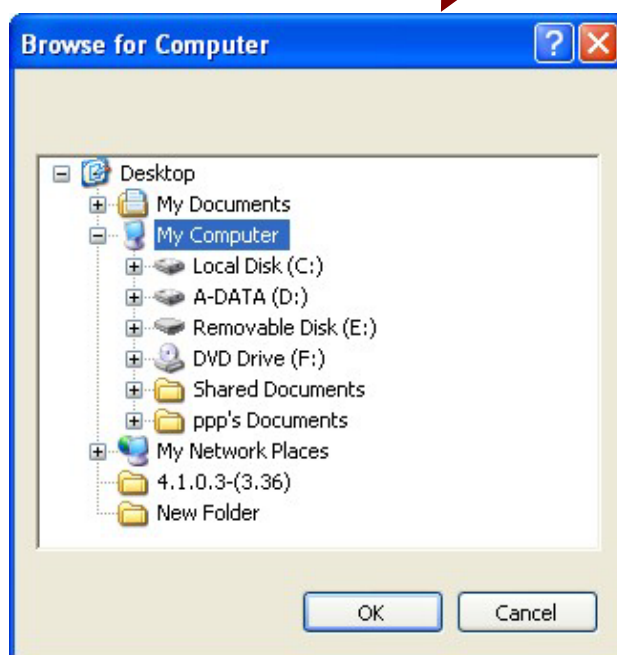 Browse for Computer
Desktop
My Documents
My Computer
Local Disk (C:)
A-DATA (D:)
Removable Disk (E:)
DVD Drive (F:)
Shared Documents
ppp's Documents
My Network Places
4.1.0.3-(3.36)
New Folder
OK Cancel